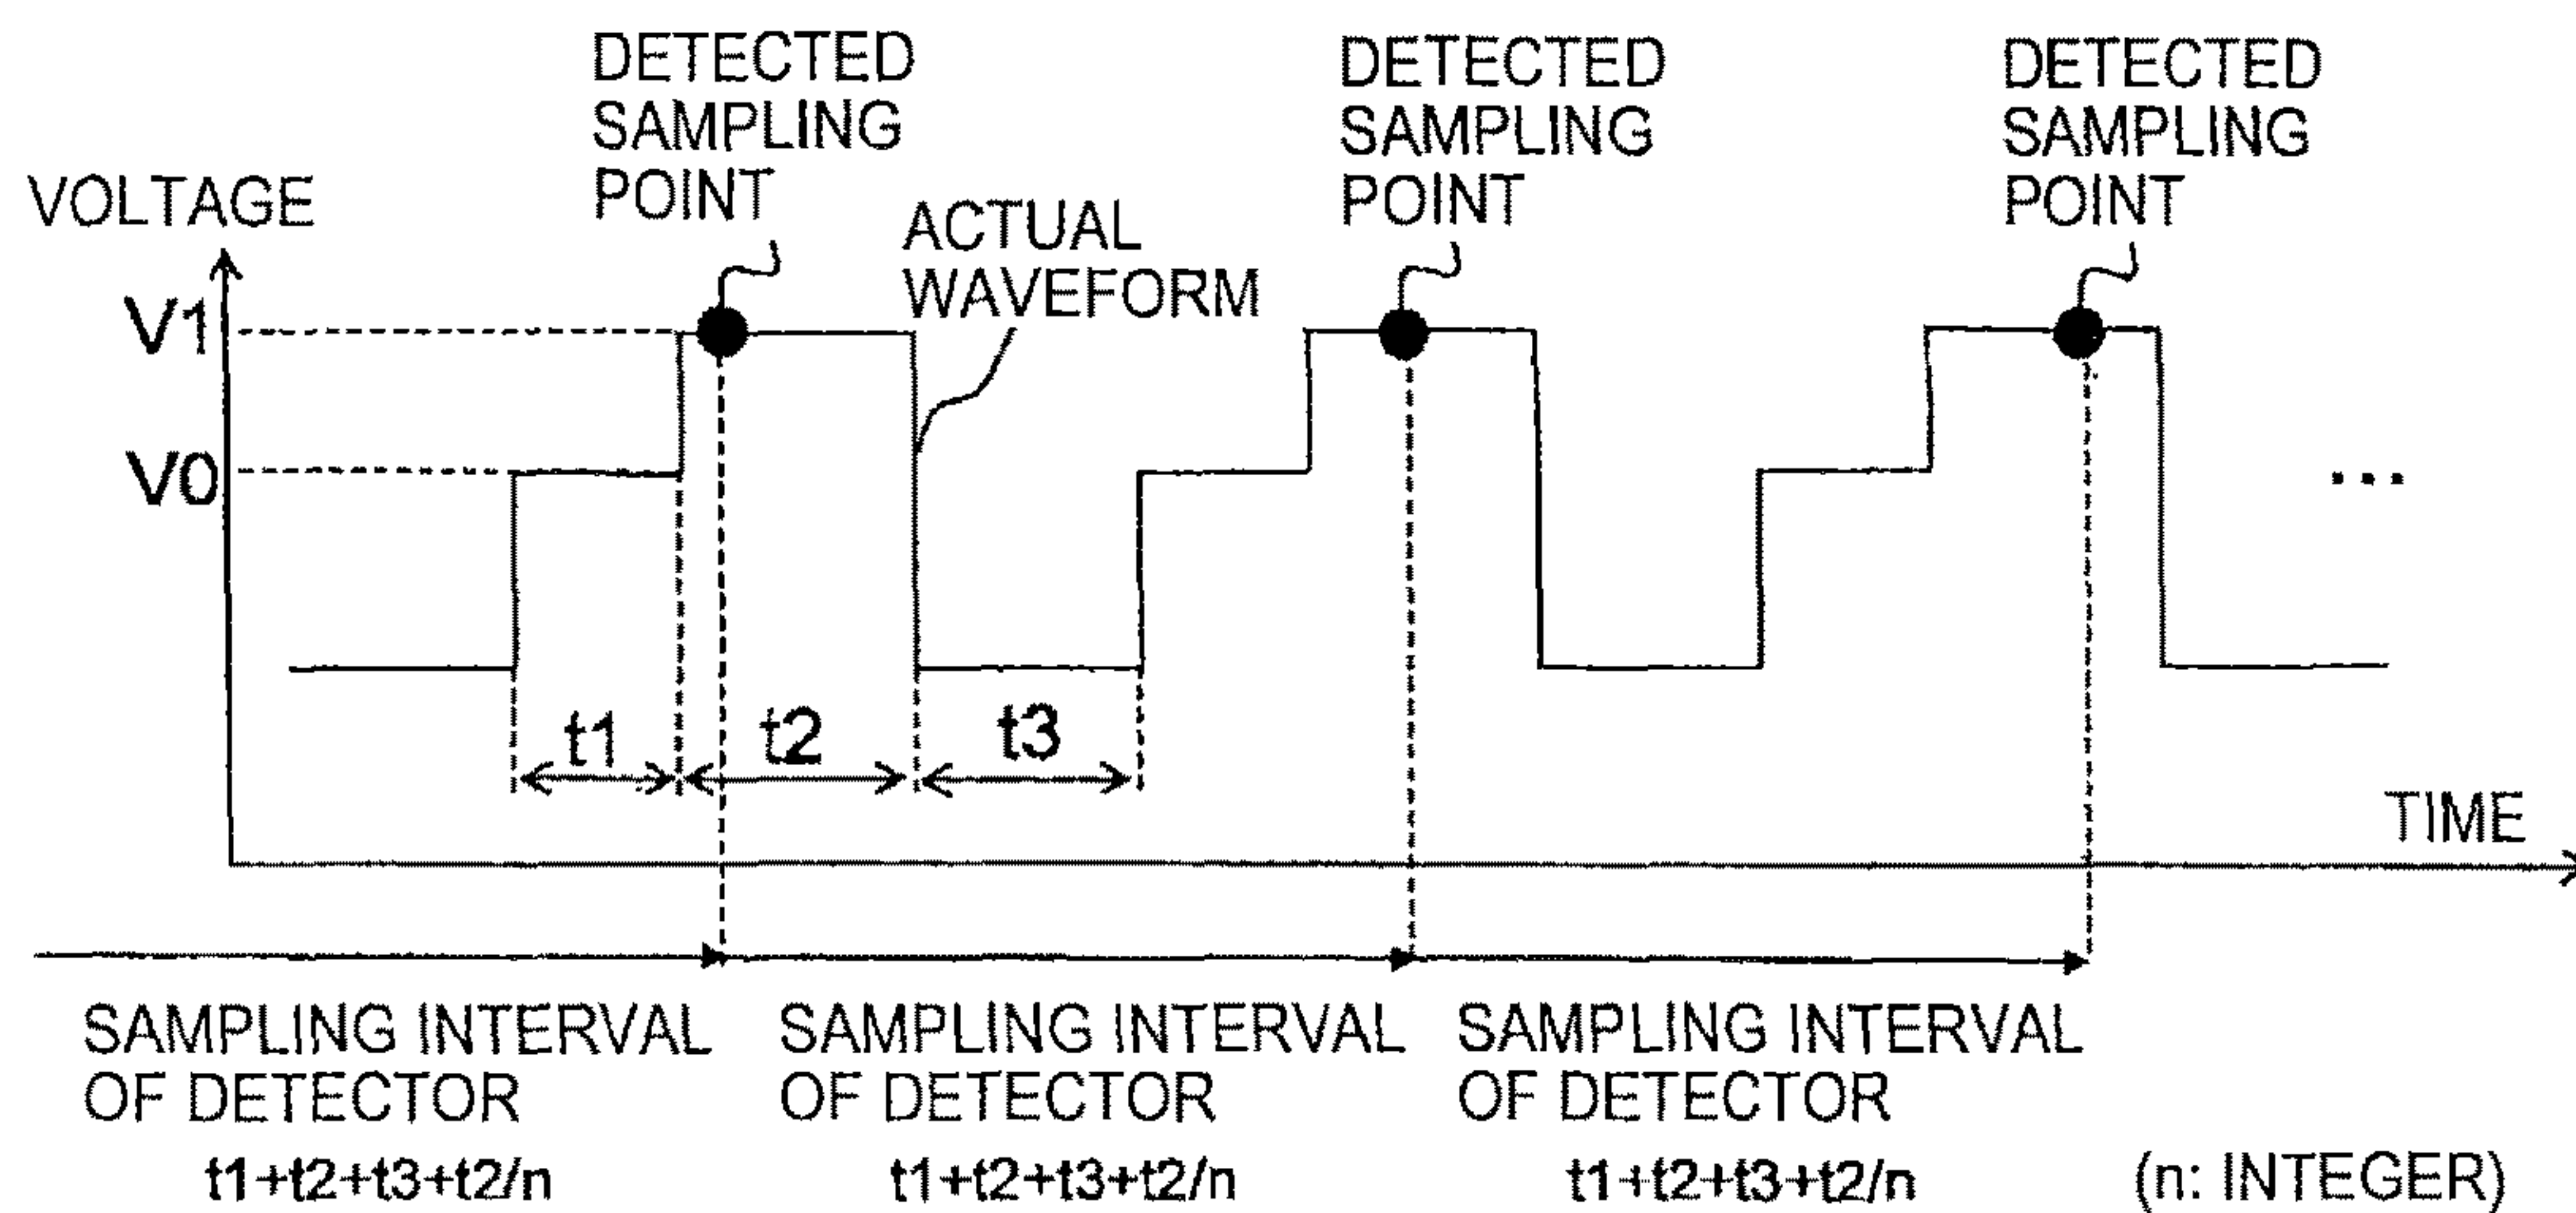 DETECTED
SAMPLING
POINT
DETECTED
SAMPLING
POINT
DETECTED
SAMPLING
POINT
VOLTAGE
ACTUAL
WAVEFORM
V1
V0
...
t1
t2
t3
TIME
SAMPLING INTERVAL
OF DETECTOR
t1+t2+t3+t2/n
SAMPLING INTERVAL
OF DETECTOR
t1+t2+t3+t2/n
SAMPLING INTERVAL
OF DETECTOR
t1+t2+t3+t2/n
(n: INTEGER)